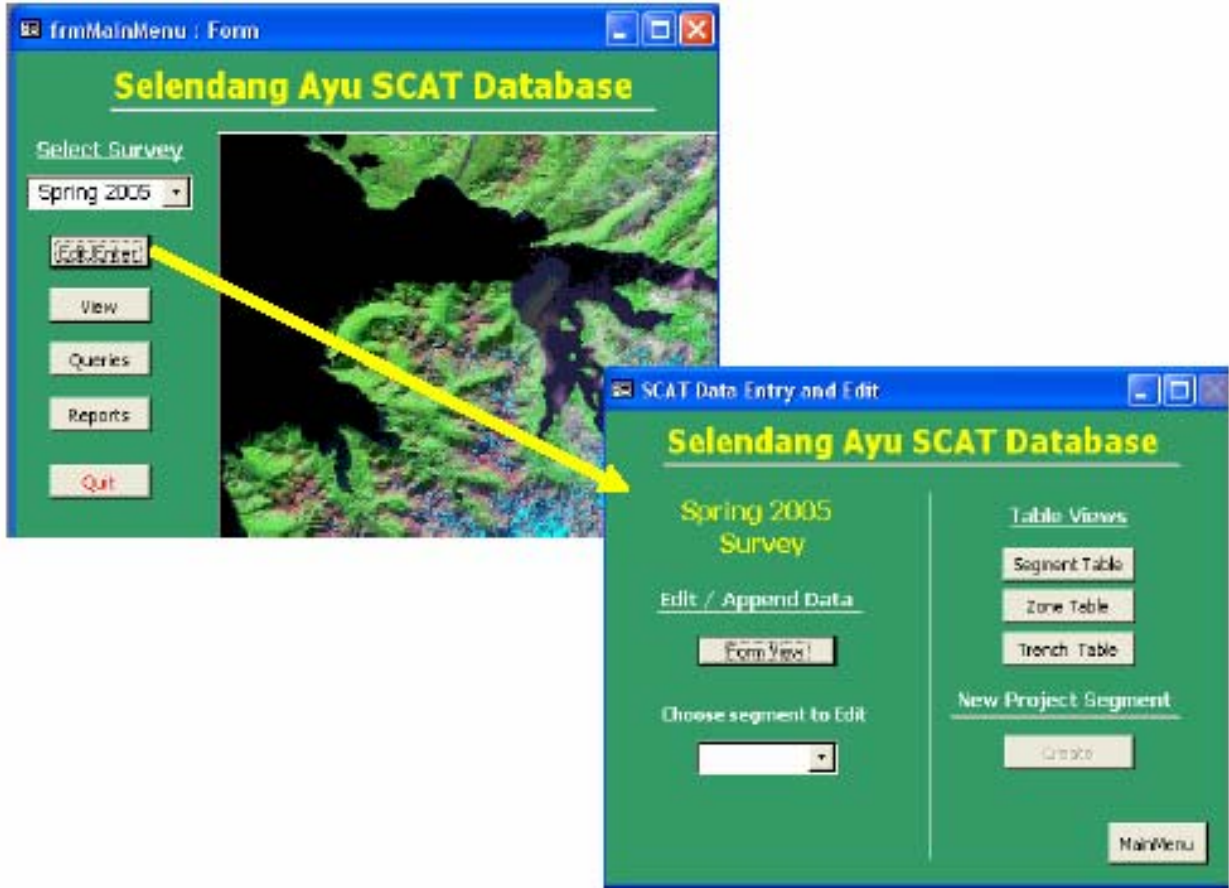 frmMainMenu : Form
Selendang Ayu SCAT Database
Select Survey
Spring 2005
Edit/Enter
View
Queries
Reports
Quit
SCAT Data Entry and Edit
Selendang Ayu SCAT Database
Spring 2005
Survey
Edit / Append Data
Form View
Choose segment to Edit
Table Views
Segment Table
Zone Table
Trench Table
New Project Segment
Create
MainMenu